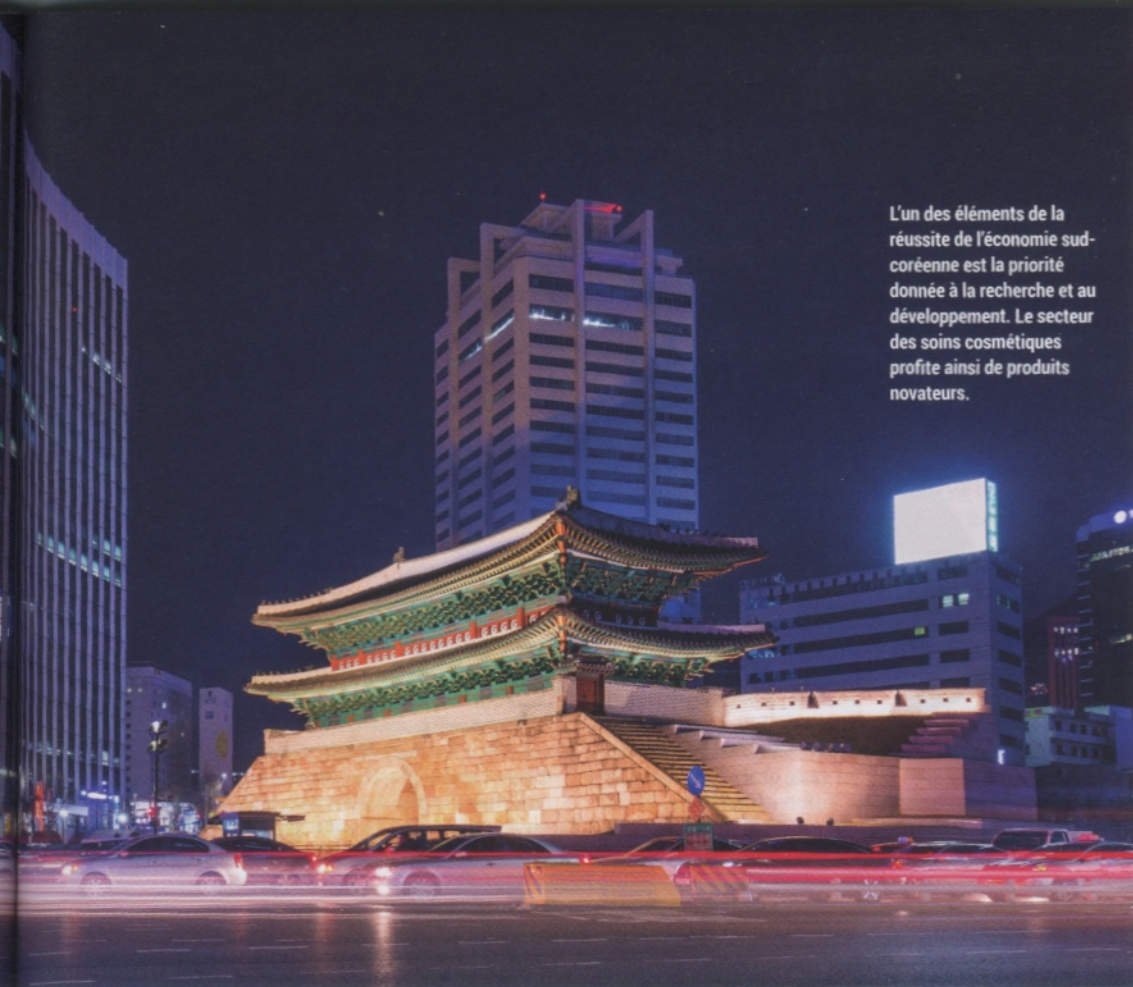 L'un des éléments de la
réussite de l'économie sud-
coréenne est la priorité
donnée à la recherche et au
développement. Le secteur
des soins cosmétiques
profite ainsi de produits
novateurs.